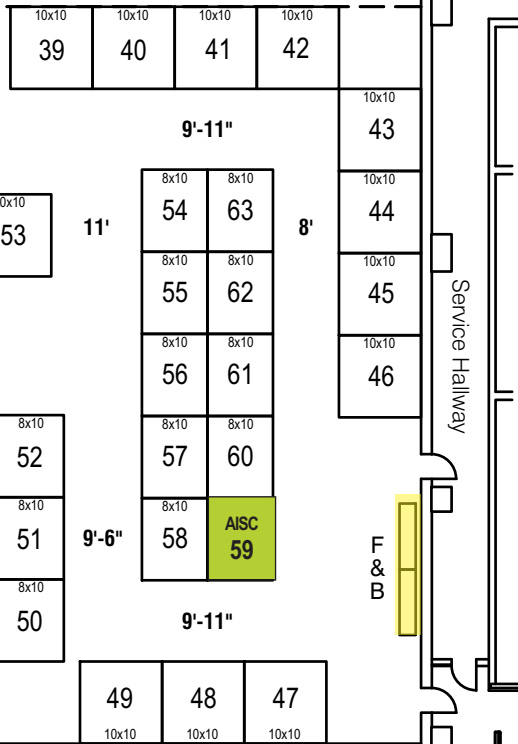 10x10 10x10 10x10 10x10
39 40 41 42
10x10
43
9'-11"
8x10 8x10 10x10
54 63 44
0x10
53
11'
8'
8x10 8x10 10x10
55 62 45
Service Hallway
8x10 8x10 10x10
56 61 46
8x10 8x10 8x10
52 57 60
8x10 8x10
51 58
9'-6"
AISC
59
F
&
B
8x10
50
9'-11"
49 48 47
10x10 10x10 10x10